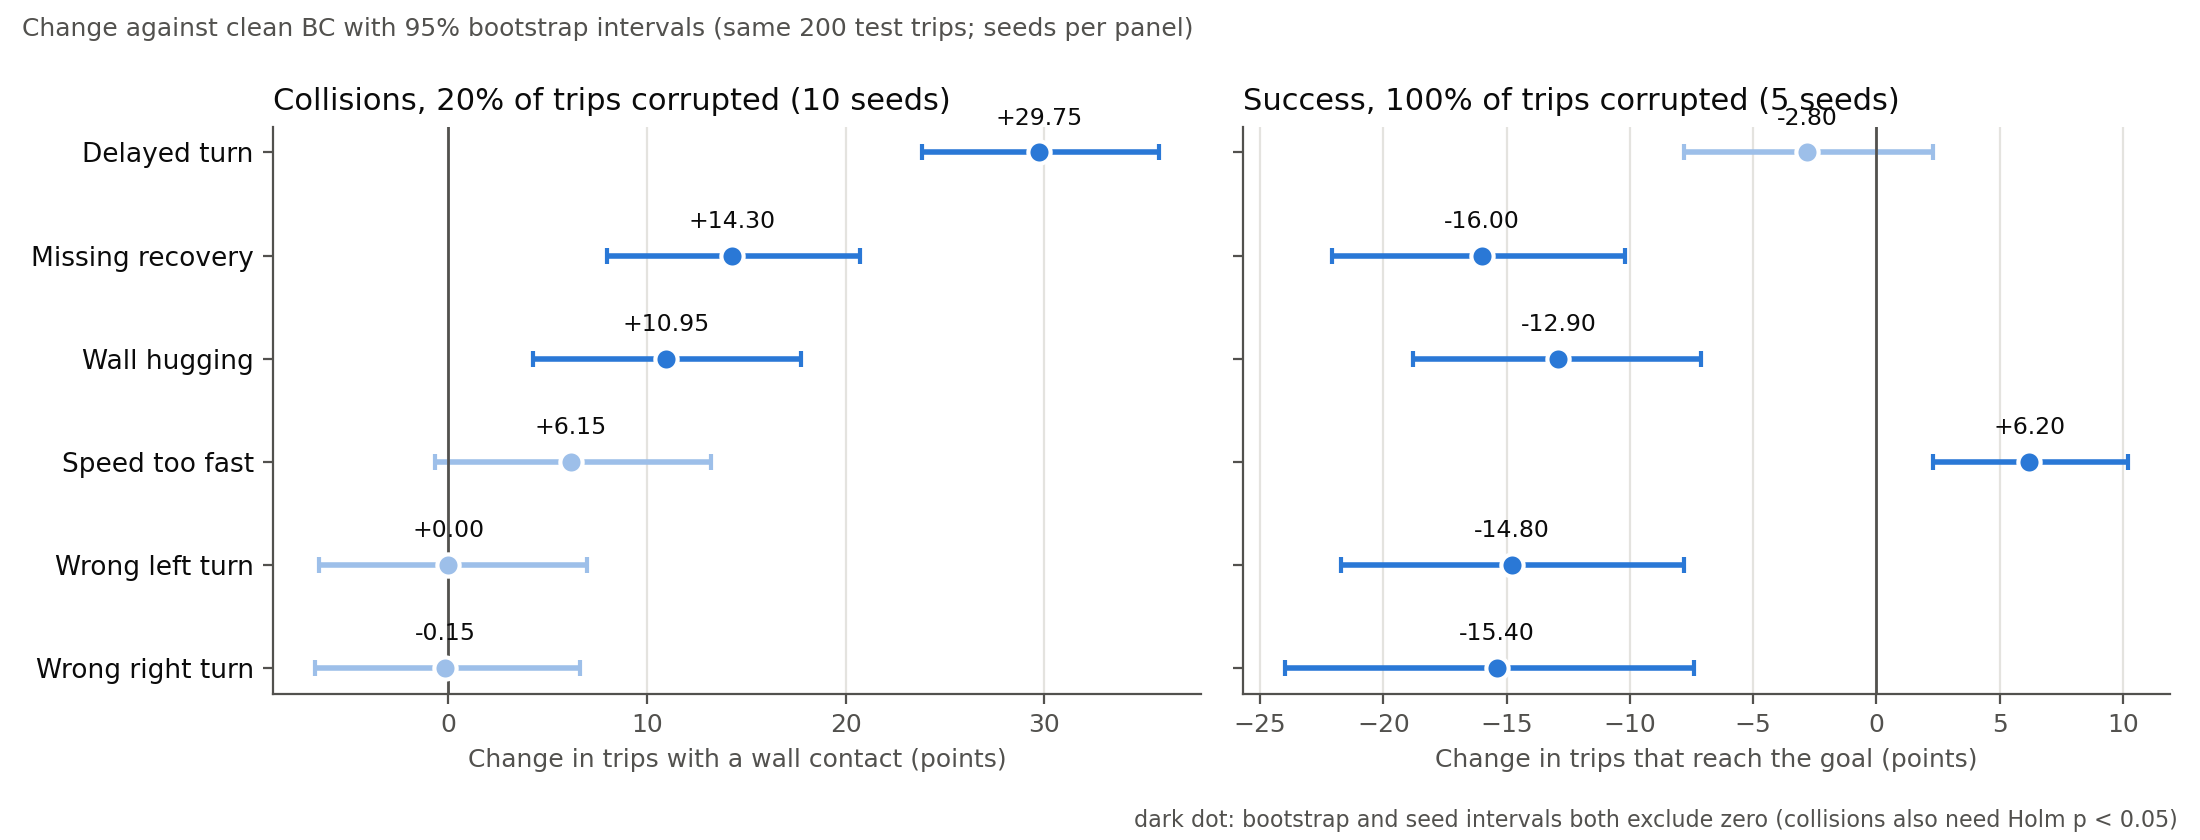 Change against clean BC with 95% bootstrap intervals (same 200 test trips; seeds per panel)
Collisions, 20% of trips corrupted (10 seeds)
Delayed turn
Missing recovery
Wall hugging
Speed too fast
Wrong left turn
Wrong right turn
+29.75
+14.30
+10.95
+6.15
+0.00
-0.15
0 10 20 30
Change in trips with a wall contact (points)
Success, 100% of trips corrupted (5 seeds)
-2.80
-16.00
-12.90
+6.20
-14.80
-15.40
−25 −20 −15 −10 −5 0 5 10
Change in trips that reach the goal (points)
dark dot: bootstrap and seed intervals both exclude zero (collisions also need Holm p < 0.05)